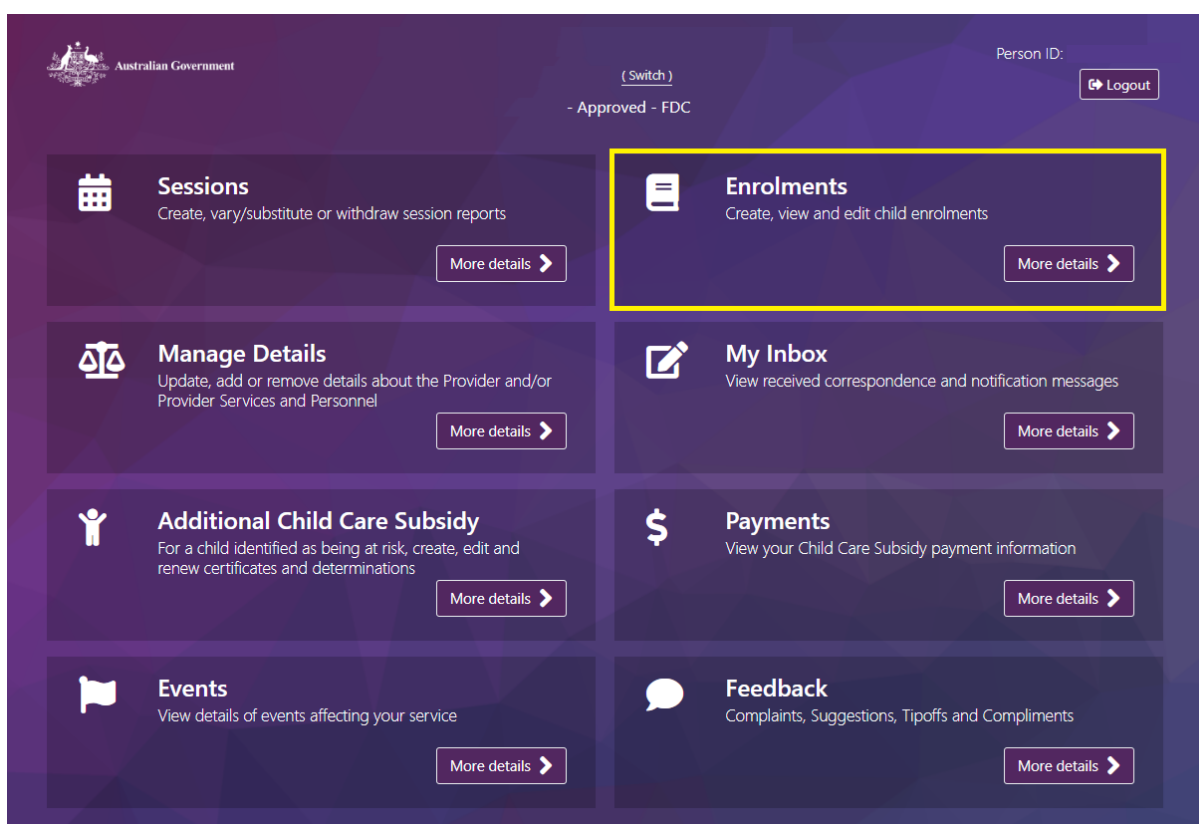 Australian Government
( Switch )
- Approved - FDC
Person ID:
Logout
Sessions
Create, vary/substitute or withdraw session reports
More details
Enrolments
Create, view and edit child enrolments
More details
Manage Details
Update, add or remove details about the Provider and/or
Provider Services and Personnel
More details
My Inbox
View received correspondence and notification messages
More details
Additional Child Care Subsidy
For a child identified as being at risk, create, edit and
renew certificates and determinations
More details
Payments
View your Child Care Subsidy payment information
More details
Events
View details of events affecting your service
More details
Feedback
Complaints, Suggestions, Tipoffs and Compliments
More details